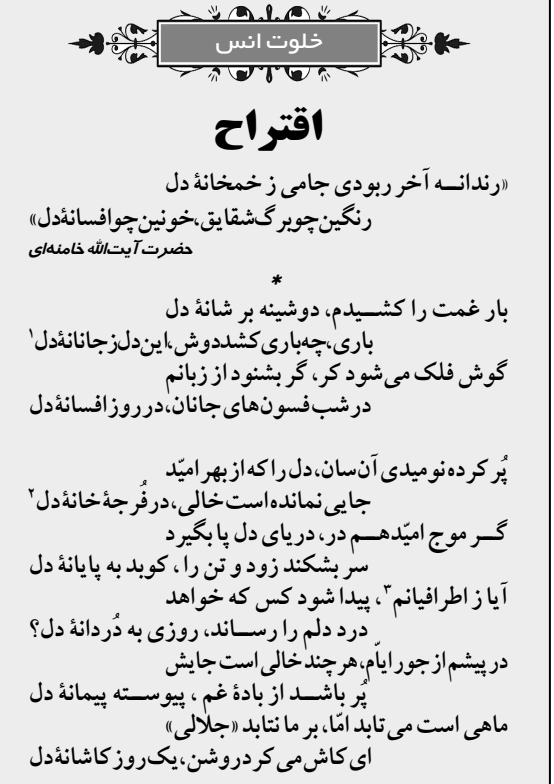 خلوت انس
اقتراح
«رندانه آخر ربودی جامی ز خمخانهٔ دل
رنگین چو برگ شقایق، خونین چو افسانهٔ دل»
حضرت آیت‌الله خامنه‌ای
*
بار غمت را کشیدم، دوشینه بر شانهٔ دل
باری، چه باری کشد دوش، این دل ز جانانهٔ دل۱
گوش فلک می‌شود کر، گر بشنود از زبانم
در شب فسون‌های جانان، در روز افسانهٔ دل
پُر کرده نومیدی آن‌سان، دل را که از بهر امیّد
جایی نمانده است خالی، در فُرجهٔ خانهٔ دل۲
گر موج امیّدهم در، دریای دل پا بگیرد
سر بشکند زود و تن را، کوبد به پایانهٔ دل
آیا ز اطرافیانم۳، پیدا شود کس که خواهد
درد دلم را رساند، روزی به دُردانهٔ دل؟
در پیشم از جور ایاّم، هرچند خالی است جایش
پُر باشد از بادهٔ غم، پیوسته پیمانهٔ دل
ماهی است می‌تابد امّا، بر ما نتابد «جلالی»
ای کاش می‌کرد روشن، یک روز کاشانهٔ دل